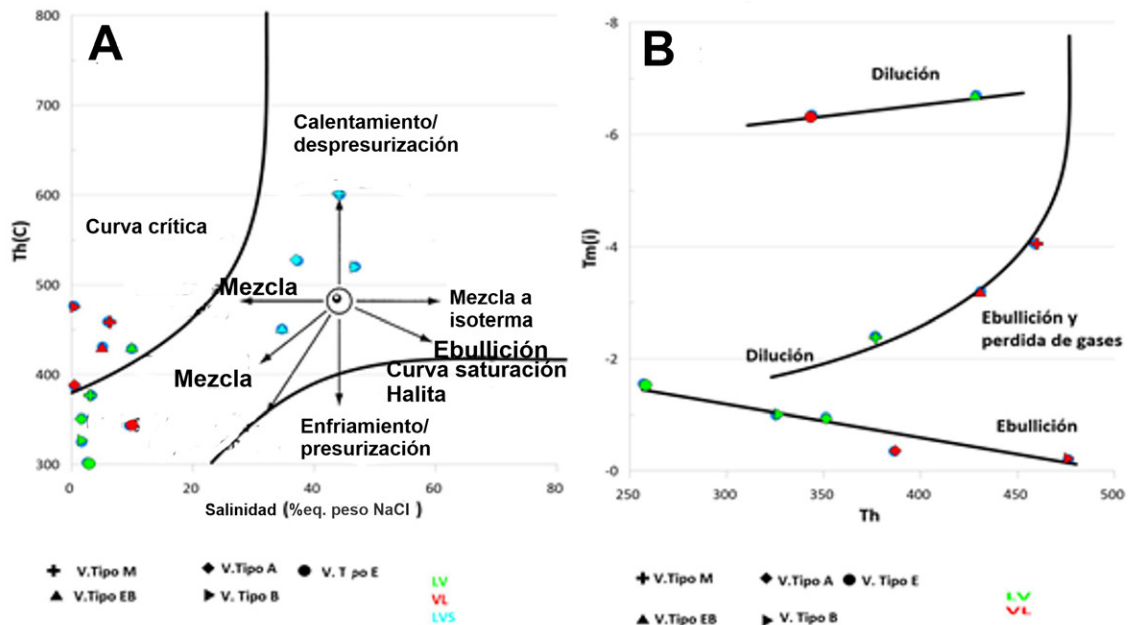 A
800
700
600
500
400
300
Th(C)
Calentamiento/
despresurización
Curva crítica
Mezcla
Mezcla a
isoterma
Ebullición
Curva saturación
Halita
Mezcla
Enfriamiento/
presurización
0
20
40
60
80
Salinidad (%eq. peso NaCl )
V.Tipo M
V.Tipo A
V. T po E
V.Tipo EB
V. Tipo B
LV
VL
LVS
B
-8
-6
-4
-2
-0
Tm(i)
Dilución
Ebullición y
perdida de gases
Dilución
Ebullición
250
300
350
400
450
500
Th
V.Tipo M
V.Tipo A
V. Tipo E
V.Tipo EB
V. Tipo B
LV
VL